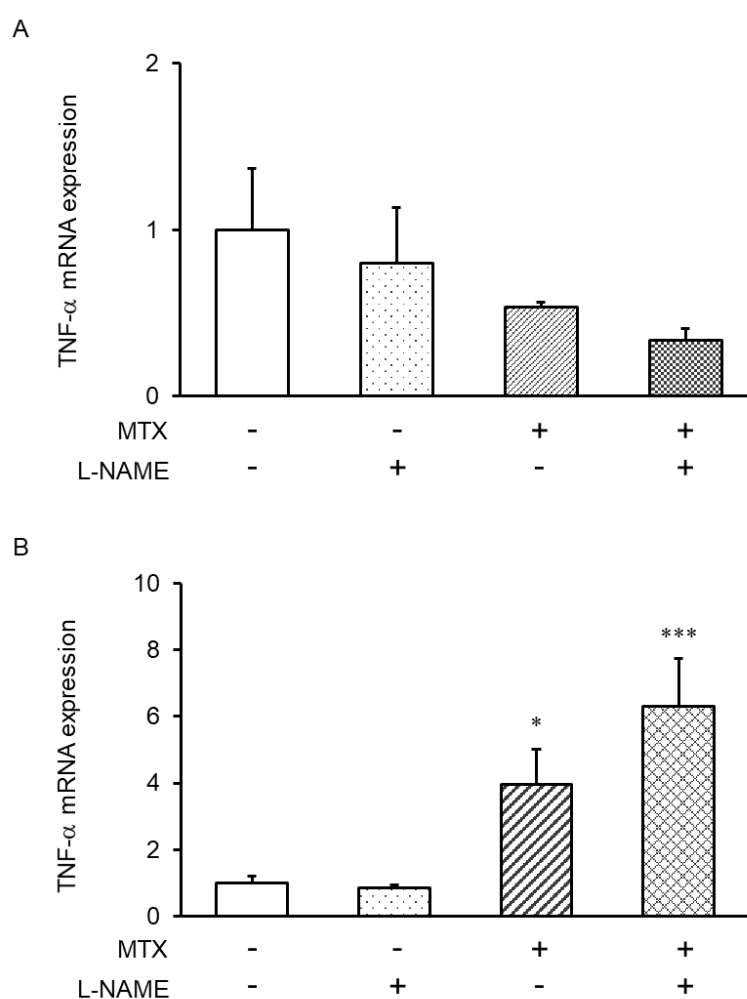 A
TNF-α mRNA expression
2
1
0
MTX - - + +
L-NAME - + - +
B
TNF-α mRNA expression
10
8
6
4
2
0
*
***
MTX - - + +
L-NAME - + - +